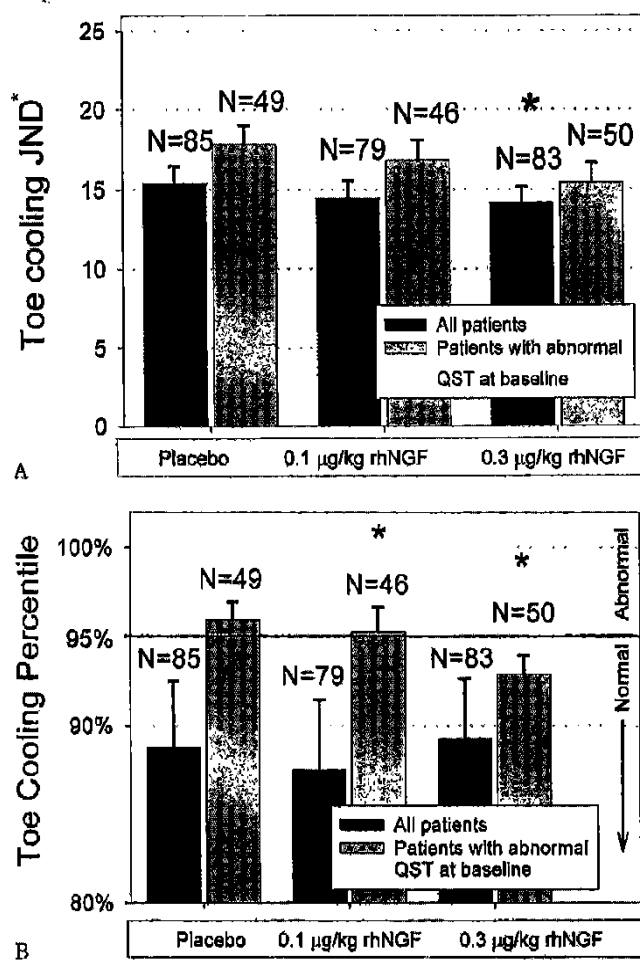 25
20
15
10
5
0
Toe cooling JND*
N=85
N=49
N=79
N=46
*
N=83
N=50
All patients
Patients with abnormal
QST at baseline
Placebo
0.1 µg/kg rhNGF
0.3 µg/kg rhNGF
A
100%
95%
90%
80%
Toe Cooling Percentile
N=85
N=49
N=79
*
N=46
N=83
*
N=50
Abnormal
Normal
All patients
Patients with abnormal
QST at baseline
Placebo
0.1 µg/kg rhNGF
0.3 µg/kg rhNGF
B